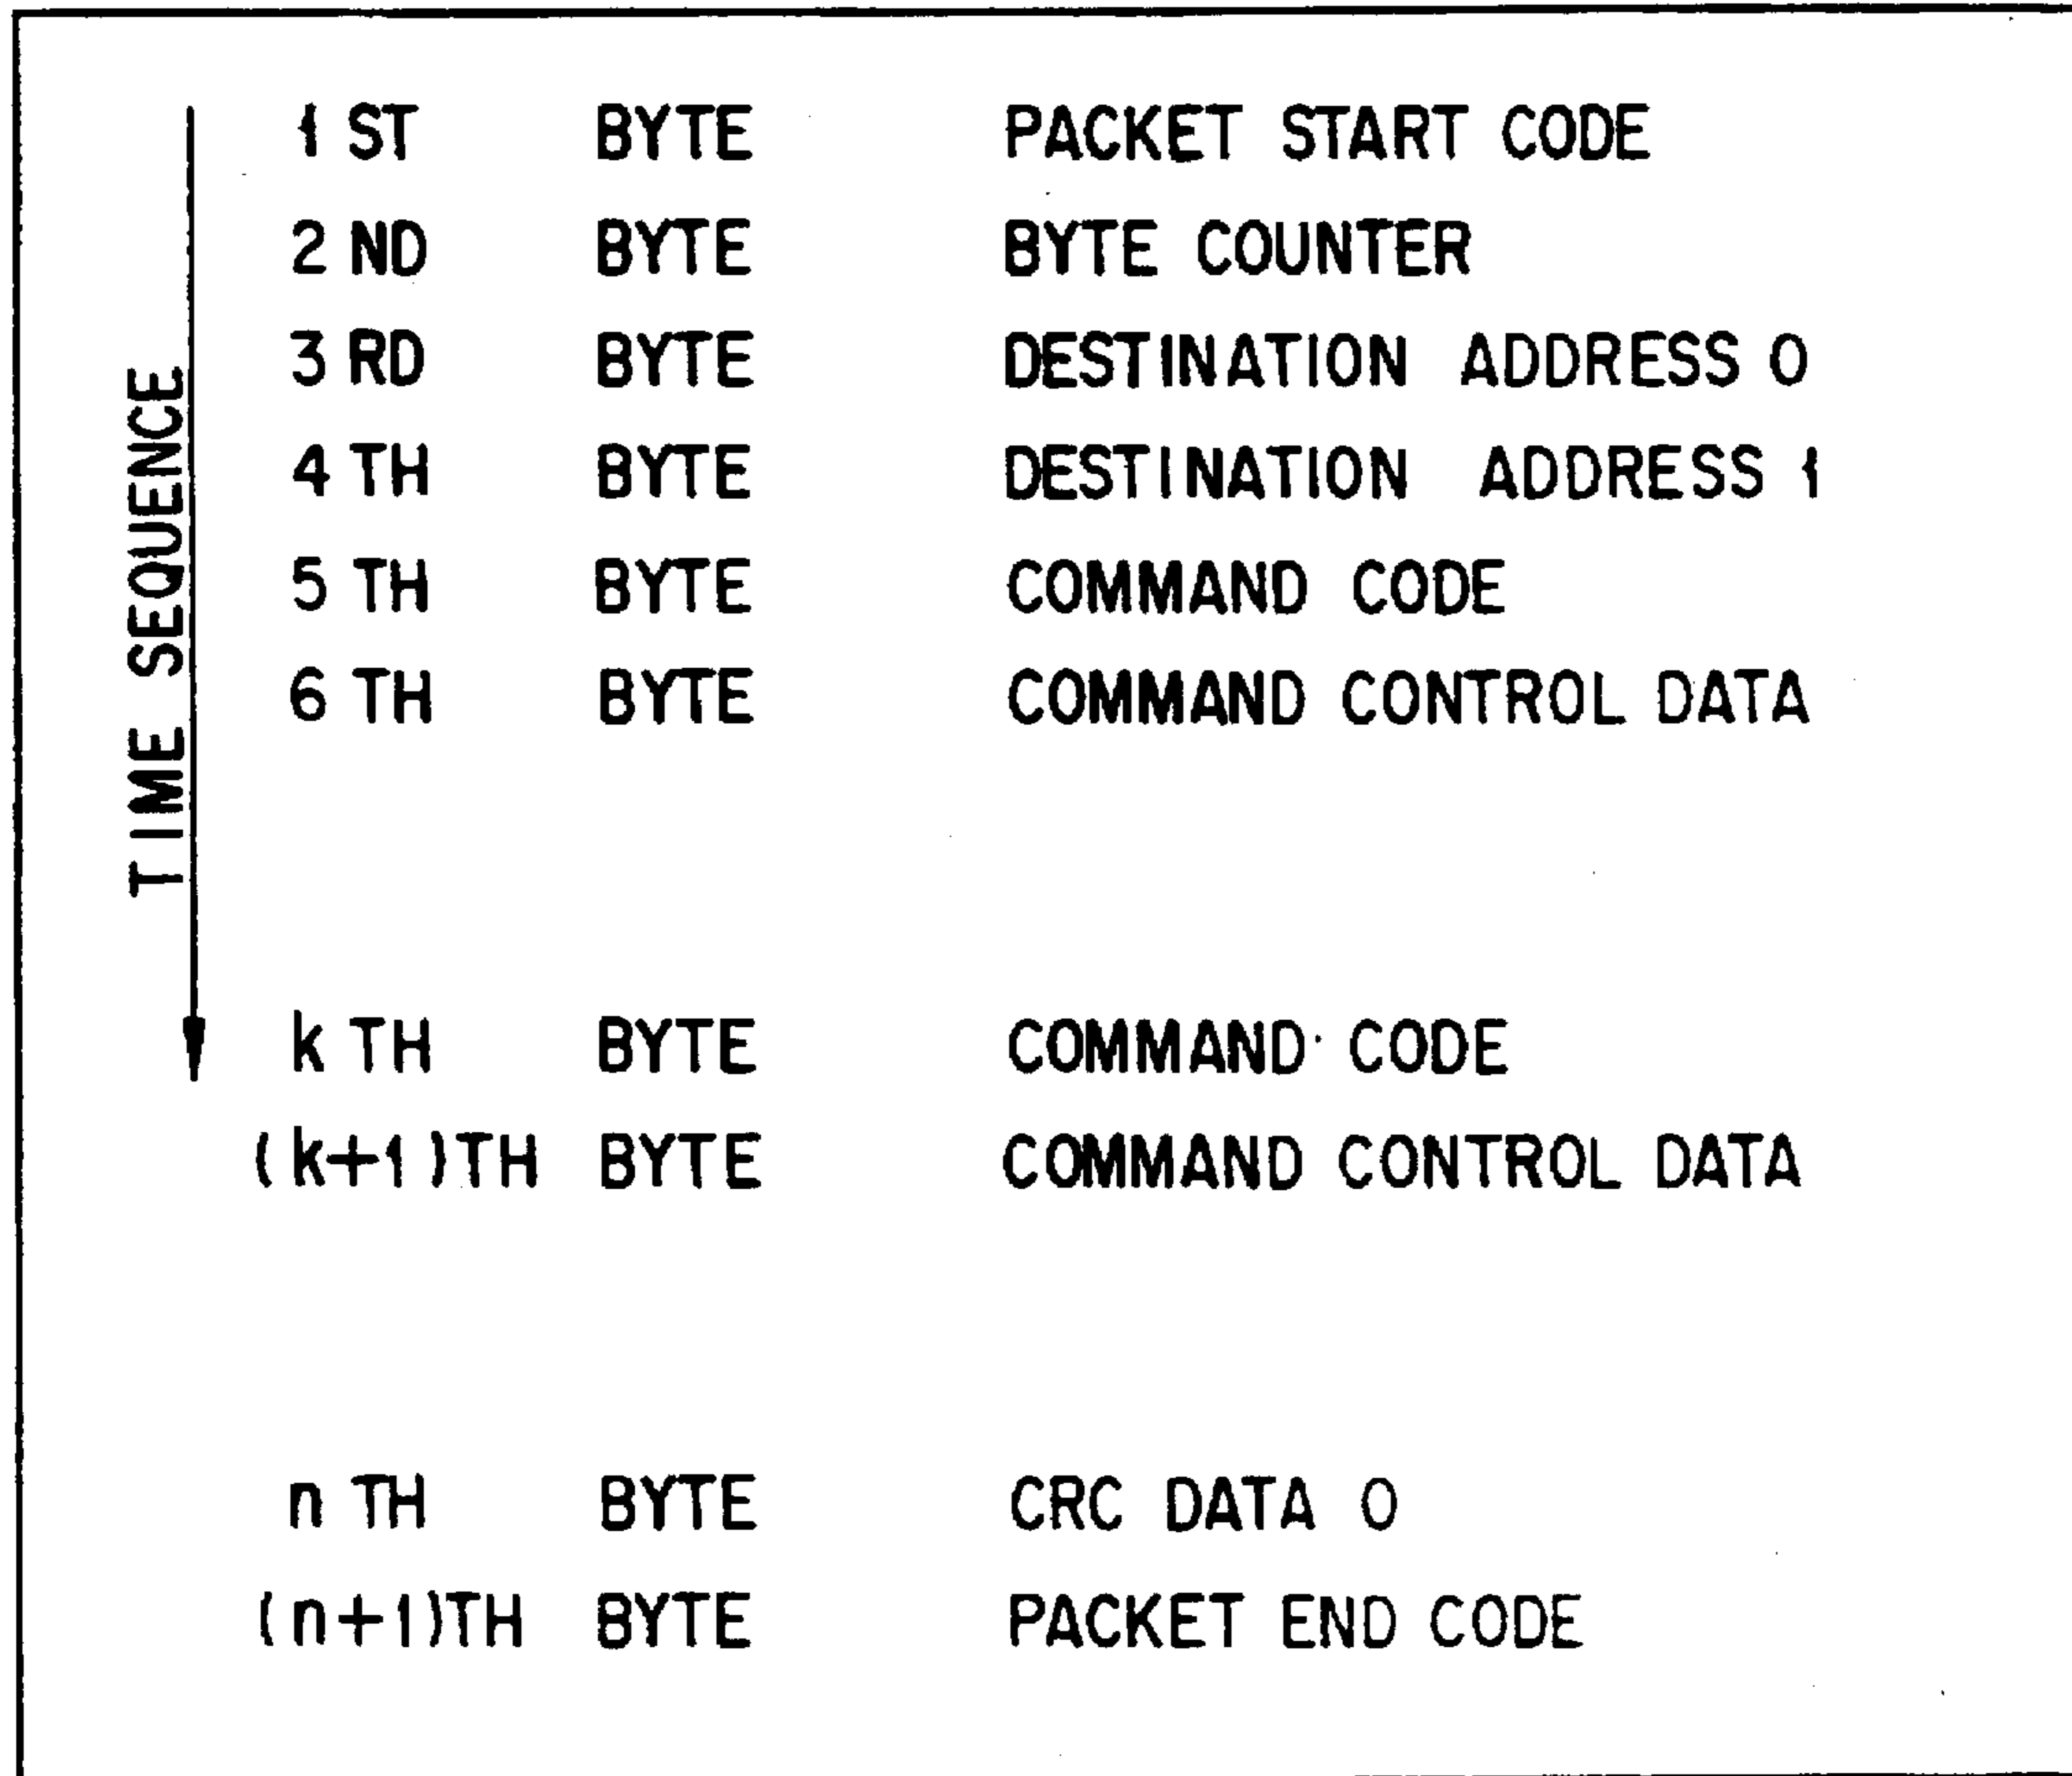 TIME SEQUENCE
1 ST BYTE PACKET START CODE
2 ND BYTE BYTE COUNTER
3 RD BYTE DESTINATION ADDRESS 0
4 TH BYTE DESTINATION ADDRESS 1
5 TH BYTE COMMAND CODE
6 TH BYTE COMMAND CONTROL DATA
k TH BYTE COMMAND CODE
(k+1)TH BYTE COMMAND CONTROL DATA
n TH BYTE CRC DATA 0
(n+1)TH BYTE PACKET END CODE